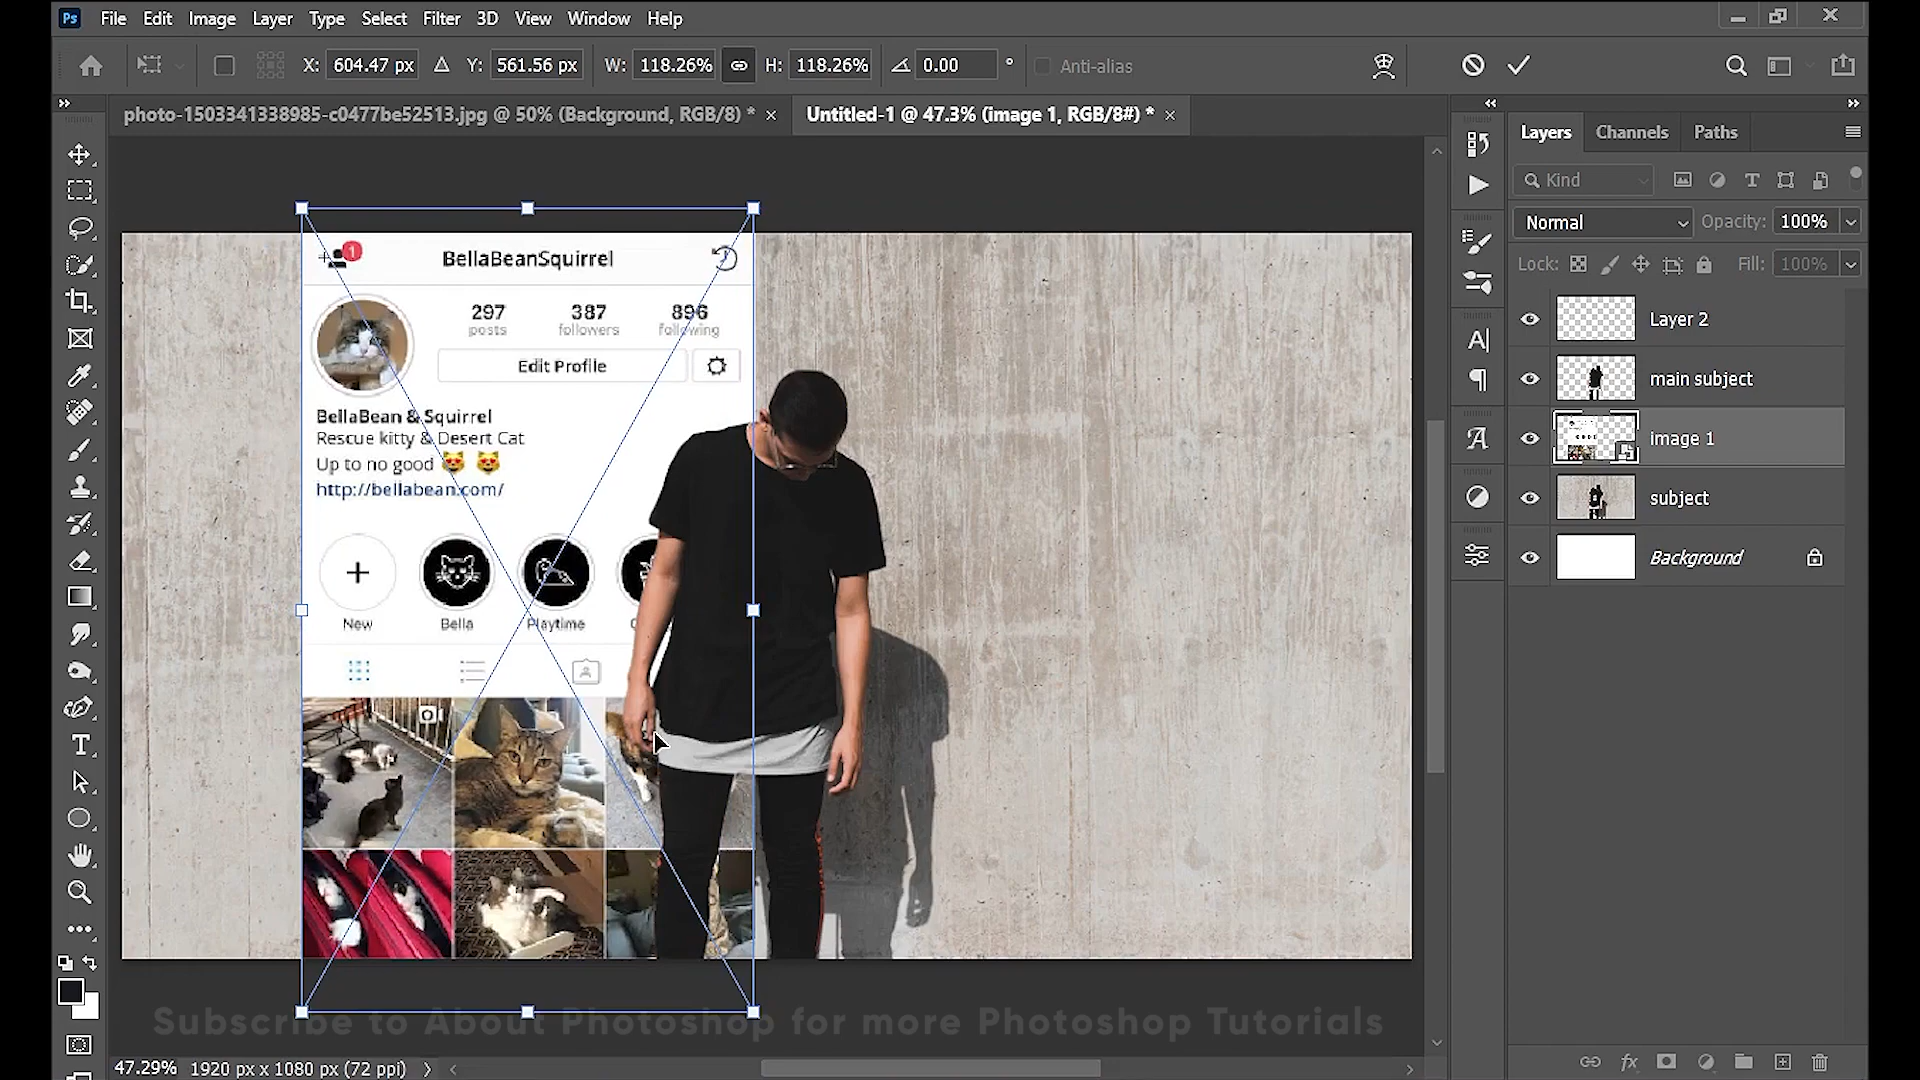 Ps File Edit Image Layer Type Select Filter 3D View Window Help
X: 604.47 px Y: 561.56 px W: 118.26% H: 118.26% 0.00 ° Anti-alias
photo-1503341338985-c0477be52513.jpg @ 50% (Background, RGB/8) * × Untitled-1 @ 47.3% (image 1, RGB/8#) * ×
Layers Channels Paths
Kind
Normal Opacity: 100%
Lock: Fill: 100%
Layer 2
main subject
image 1
subject
Background
1 BellaBeanSquirrel
297 387 896
posts followers following
Edit Profile
BellaBean & Squirrel
Rescue kitty & Desert Cat
Up to no good 😻 😻
http://bellabean.com/
New Bella Playtime
Subscribe to About Photoshop for more Photoshop Tutorials
47.29% 1920 px x 1080 px (72 ppi)